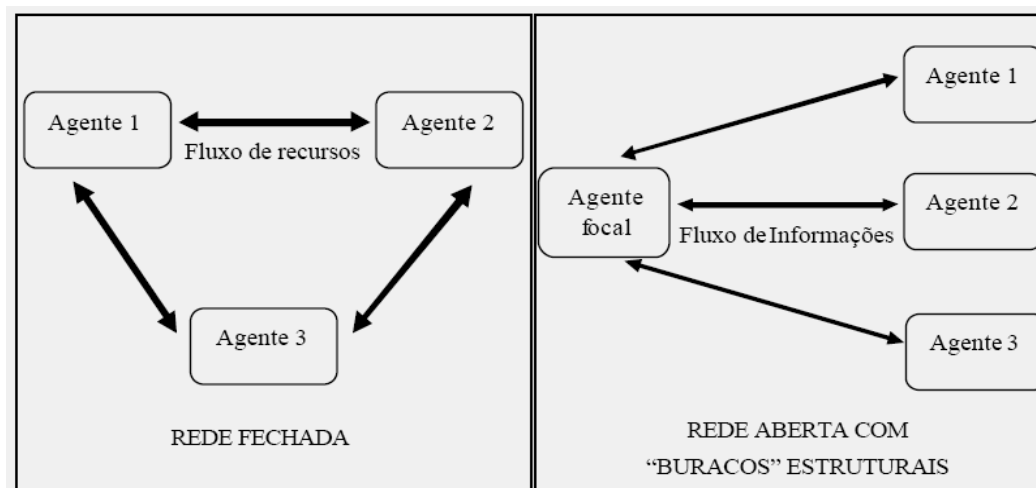 Agente 1
Agente 2
Fluxo de recursos
Agente 3
REDE FECHADA
Agente 1
Agente
focal
Agente 2
Fluxo de Informações
Agente 3
REDE ABERTA COM
“BURACOS” ESTRUTURAIS